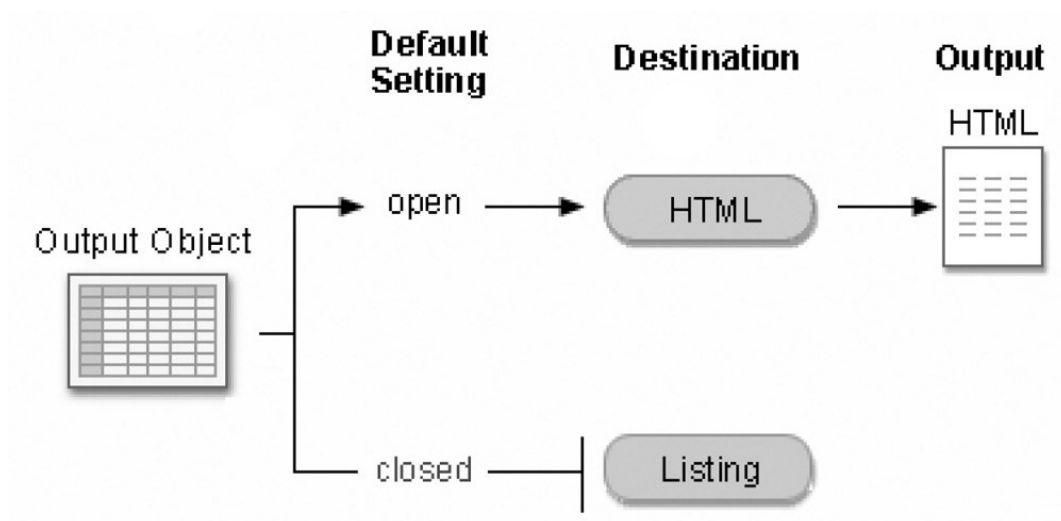 Default
Setting
Destination
Output
HTML
open
HTML
Output Object
closed
Listing